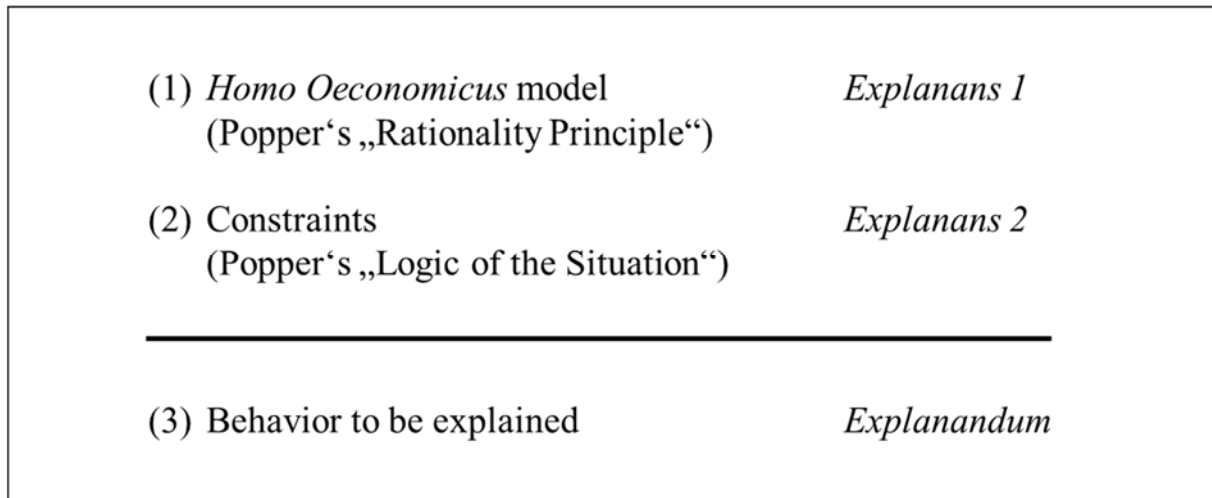 (1) Homo Oeconomicus model Explanans 1
(Popper‘s „Rationality Principle“)
(2) Constraints Explanans 2
(Popper‘s „Logic of the Situation“)
(3) Behavior to be explained Explanandum